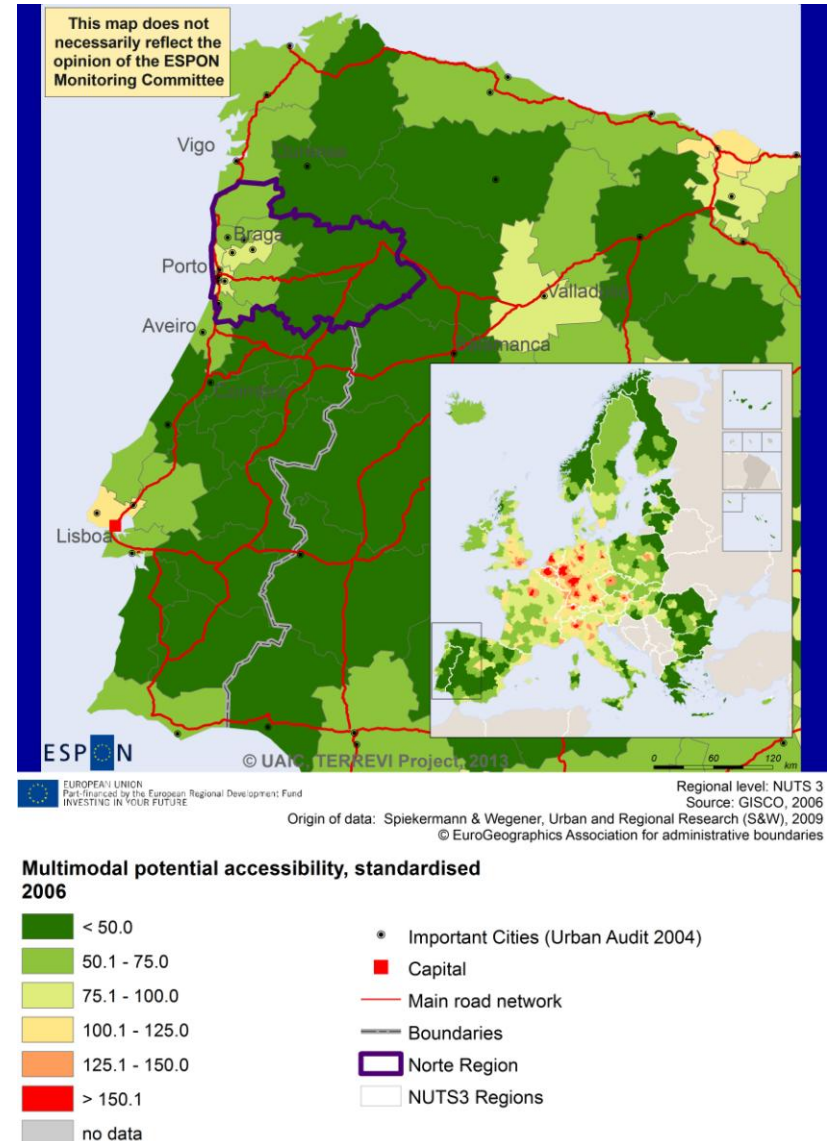 This map does not
necessarily reflect the
opinion of the ESPON
Monitoring Committee
Vigo
Braga
Porto
Aveiro
Lisboa
ESPON
© UAIC, TERREVI Project, 2013
0 60 120
km
EUROPEAN UNION
Part-financed by the European Regional Development Fund
INVESTING IN YOUR FUTURE
Regional level: NUTS 3
Source: GISCO, 2006
Origin of data: Spiekermann & Wegener, Urban and Regional Research (S&W), 2009
© EuroGeographics Association for administrative boundaries
Multimodal potential accessibility, standardised
2006
< 50.0
50.1 - 75.0
75.1 - 100.0
100.1 - 125.0
125.1 - 150.0
> 150.1
no data
Important Cities (Urban Audit 2004)
Capital
Main road network
Boundaries
Norte Region
NUTS3 Regions